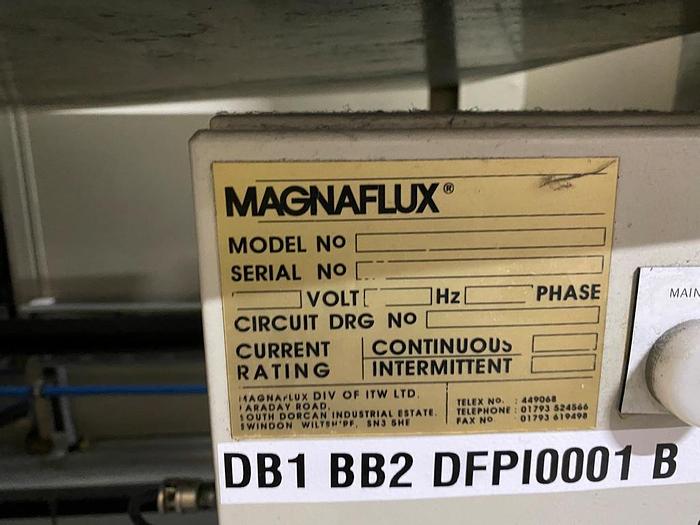 MAGNAFLUX®
MODEL NO
SERIAL NO
VOLT Hz PHASE
CIRCUIT DRG NO
CURRENT CONTINUOUS
RATING INTERMITTENT
MAGNAFLUX DIV OF ITW LTD.
FARADAY ROAD,
SOUTH DORCAN INDUSTRIAL ESTATE.
SWINDON WILTSHIRE, SN3 5HE
TELEX No. : 449068
TELEPHONE : 01793 524566
FAX No. : 01793 619498
MAIN
DB1 BB2 DFPI0001 B